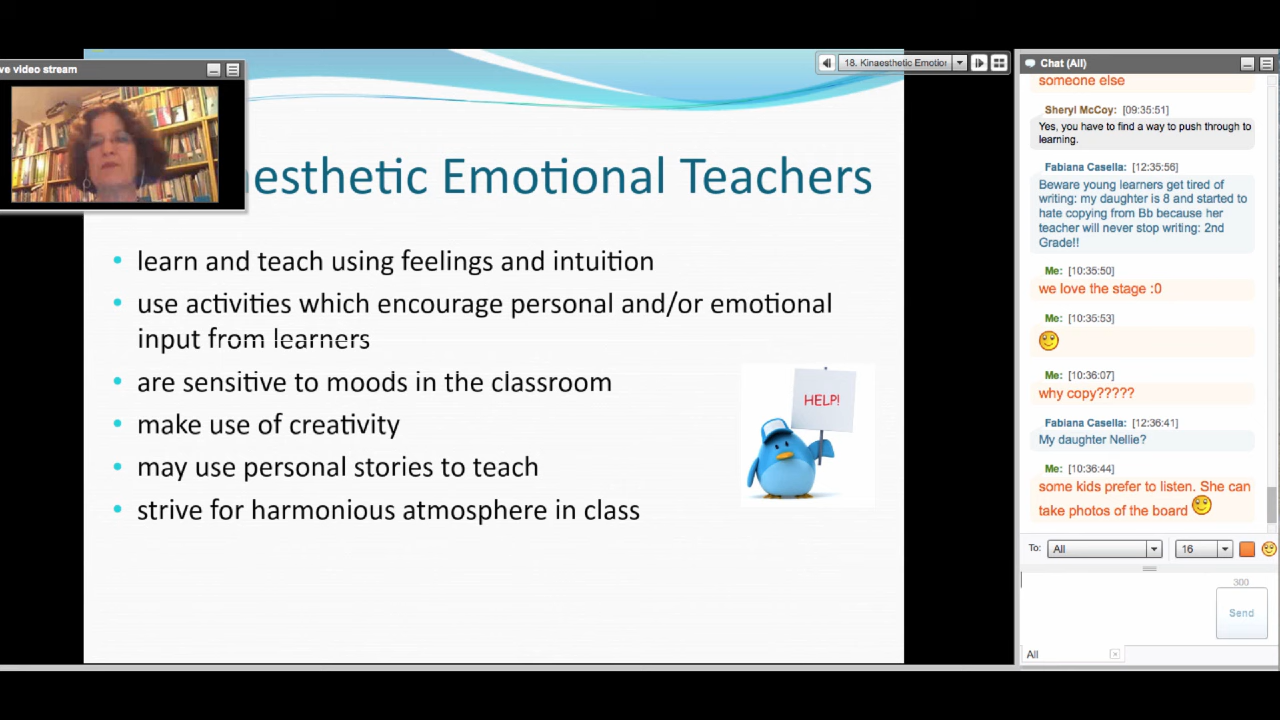 ve video stream
18. Kinaesthetic Emotior
esthetic Emotional Teachers
• learn and teach using feelings and intuition
• use activities which encourage personal and/or emotional
input from learners
• are sensitive to moods in the classroom
• make use of creativity
• may use personal stories to teach
• strive for harmonious atmosphere in class
HELP!
Chat (All)
someone else
Sheryl McCoy: [09:35:51]
Yes, you have to find a way to push through to
learning.
Fabiana Casella: [12:35:56]
Beware young learners get tired of
writing: my daughter is 8 and started to
hate copying from Bb because her
teacher will never stop writing: 2nd
Grade!!
Me: [10:35:50]
we love the stage :0
Me: [10:35:53]
Me: [10:36:07]
why copy?????
Fabiana Casella: [12:36:41]
My daughter Nellie?
Me: [10:36:44]
some kids prefer to listen. She can
take photos of the board
To: All 16
300
Send
All